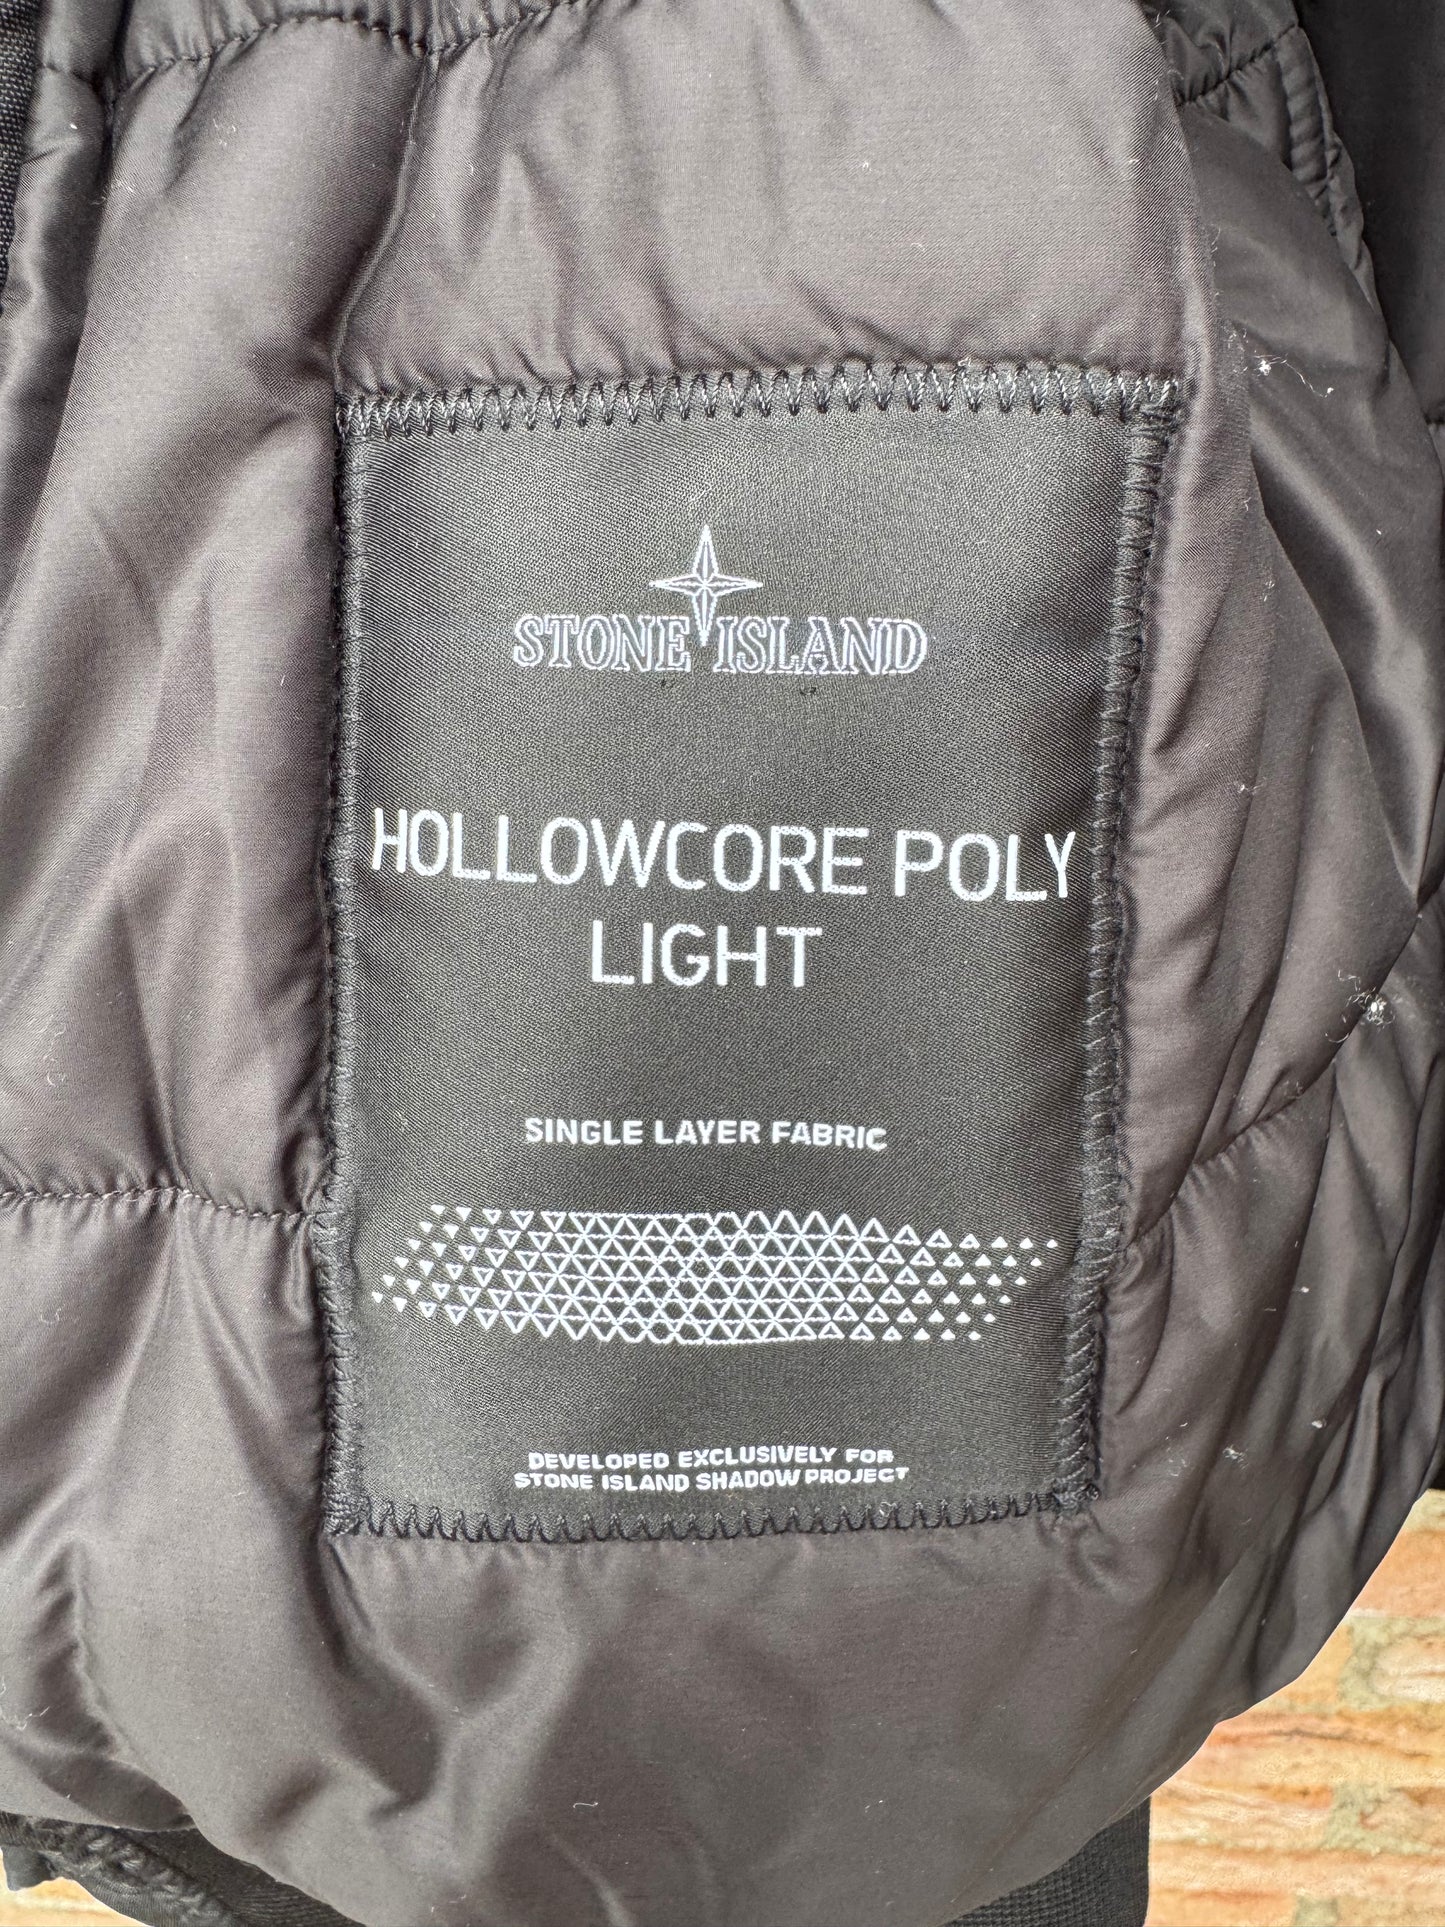 STONE ISLAND
HOLLOWCORE POLY
LIGHT
SINGLE LAYER FABRIC
DEVELOPED EXCLUSIVELY FOR
STONE ISLAND SHADOW PROJECT